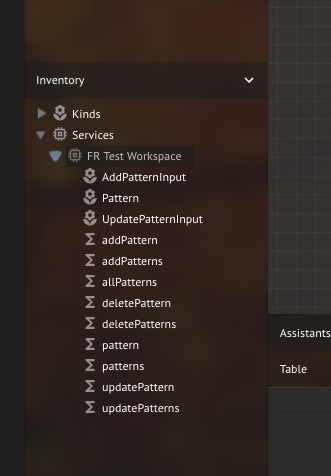 Inventory
Kinds
Services
FR Test Workspace
AddPatternInput
Pattern
UpdatePatternInput
addPattern
addPatterns
allPatterns
deletePattern
deletePatterns
pattern
patterns
updatePattern
updatePatterns
Assistants
Table